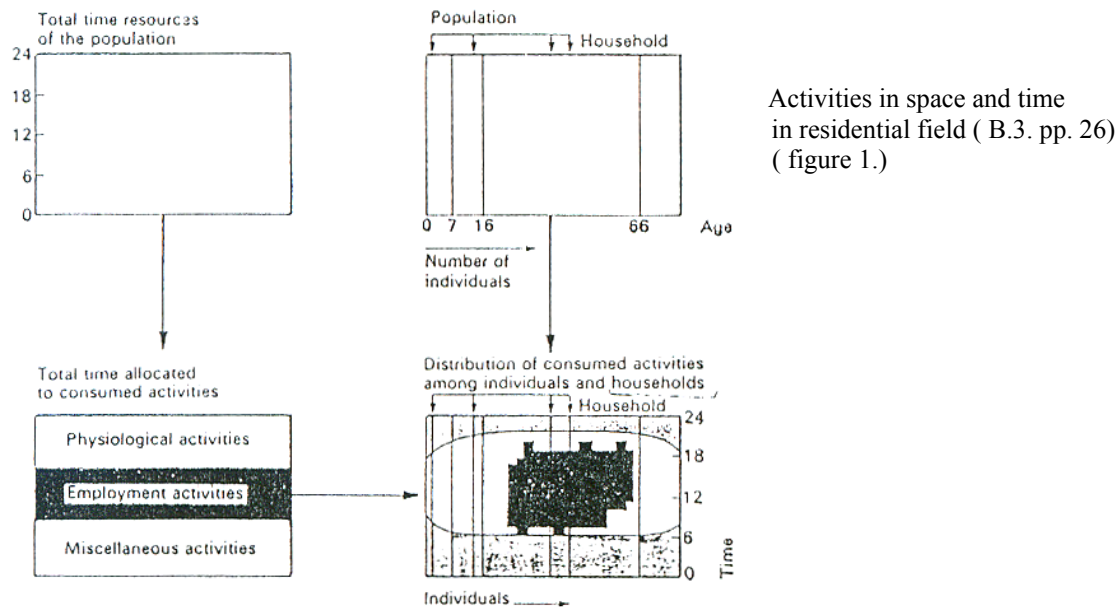 Total time resources
of the population
24
18
12
6
0
Population
Household
0 7 16 66 Age
Number of
individuals
Activities in space and time
in residential field ( B.3. pp. 26)
( figure 1.)
Total time allocated
to consumed activities
Physiological activities
Employment activities
Miscellaneous activities
Distribution of consumed activities
among individuals and households
Household
24
18
12
6
0
Time
Individuals